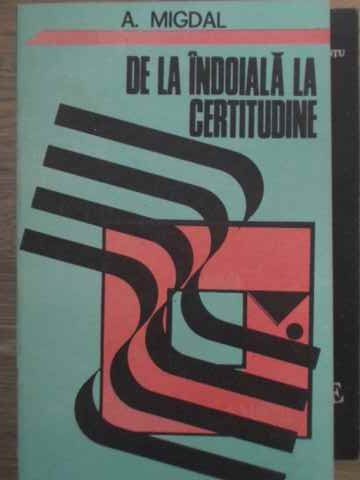 A. MIGDAL
DE LA ÎNDOIALĂ LA
CERTITUDINE